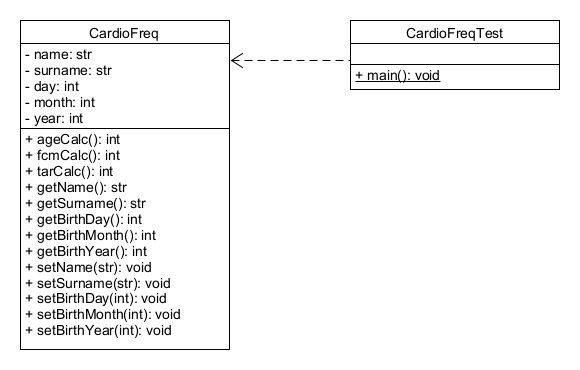 CardioFreq
- name: str
- surname: str
- day: int
- month: int
- year: int
+ ageCalc(): int
+ fcmCalc(): int
+ tarCalc(): int
+ getName(): str
+ getSurname(): str
+ getBirthDay(): int
+ getBirthMonth(): int
+ getBirthYear(): int
+ setName(str): void
+ setSurname(str): void
+ setBirthDay(int): void
+ setBirthMonth(int): void
+ setBirthYear(int): void
CardioFreqTest
+ main(): void